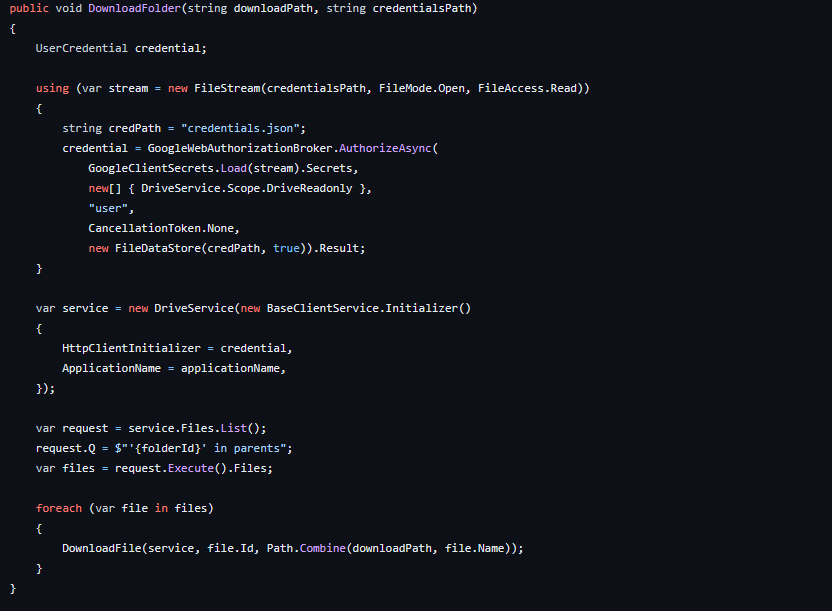 public void DownloadFolder(string downloadPath, string credentialsPath)
{
    UserCredential credential;

    using (var stream = new FileStream(credentialsPath, FileMode.Open, FileAccess.Read))
    {
        string credPath = "credentials.json";
        credential = GoogleWebAuthorizationBroker.AuthorizeAsync(
            GoogleClientSecrets.Load(stream).Secrets,
            new[] { DriveService.Scope.DriveReadonly },
            "user",
            CancellationToken.None,
            new FileDataStore(credPath, true)).Result;
    }

    var service = new DriveService(new BaseClientService.Initializer()
    {
        HttpClientInitializer = credential,
        ApplicationName = applicationName,
    });

    var request = service.Files.List();
    request.Q = $"'{folderId}' in parents";
    var files = request.Execute().Files;

    foreach (var file in files)
    {
        DownloadFile(service, file.Id, Path.Combine(downloadPath, file.Name));
    }
}